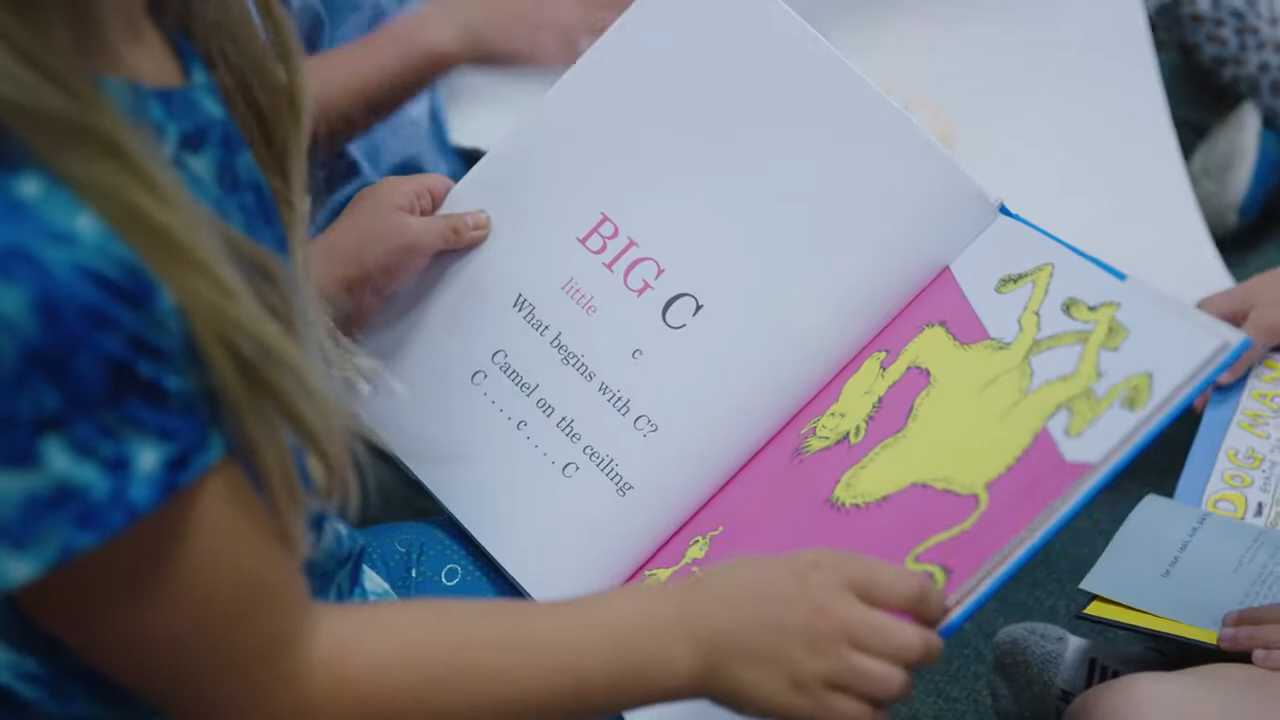 BIG C
little c
What begins with C?
Camel on the ceiling
C . . . . c . . . . C
DOG MAN